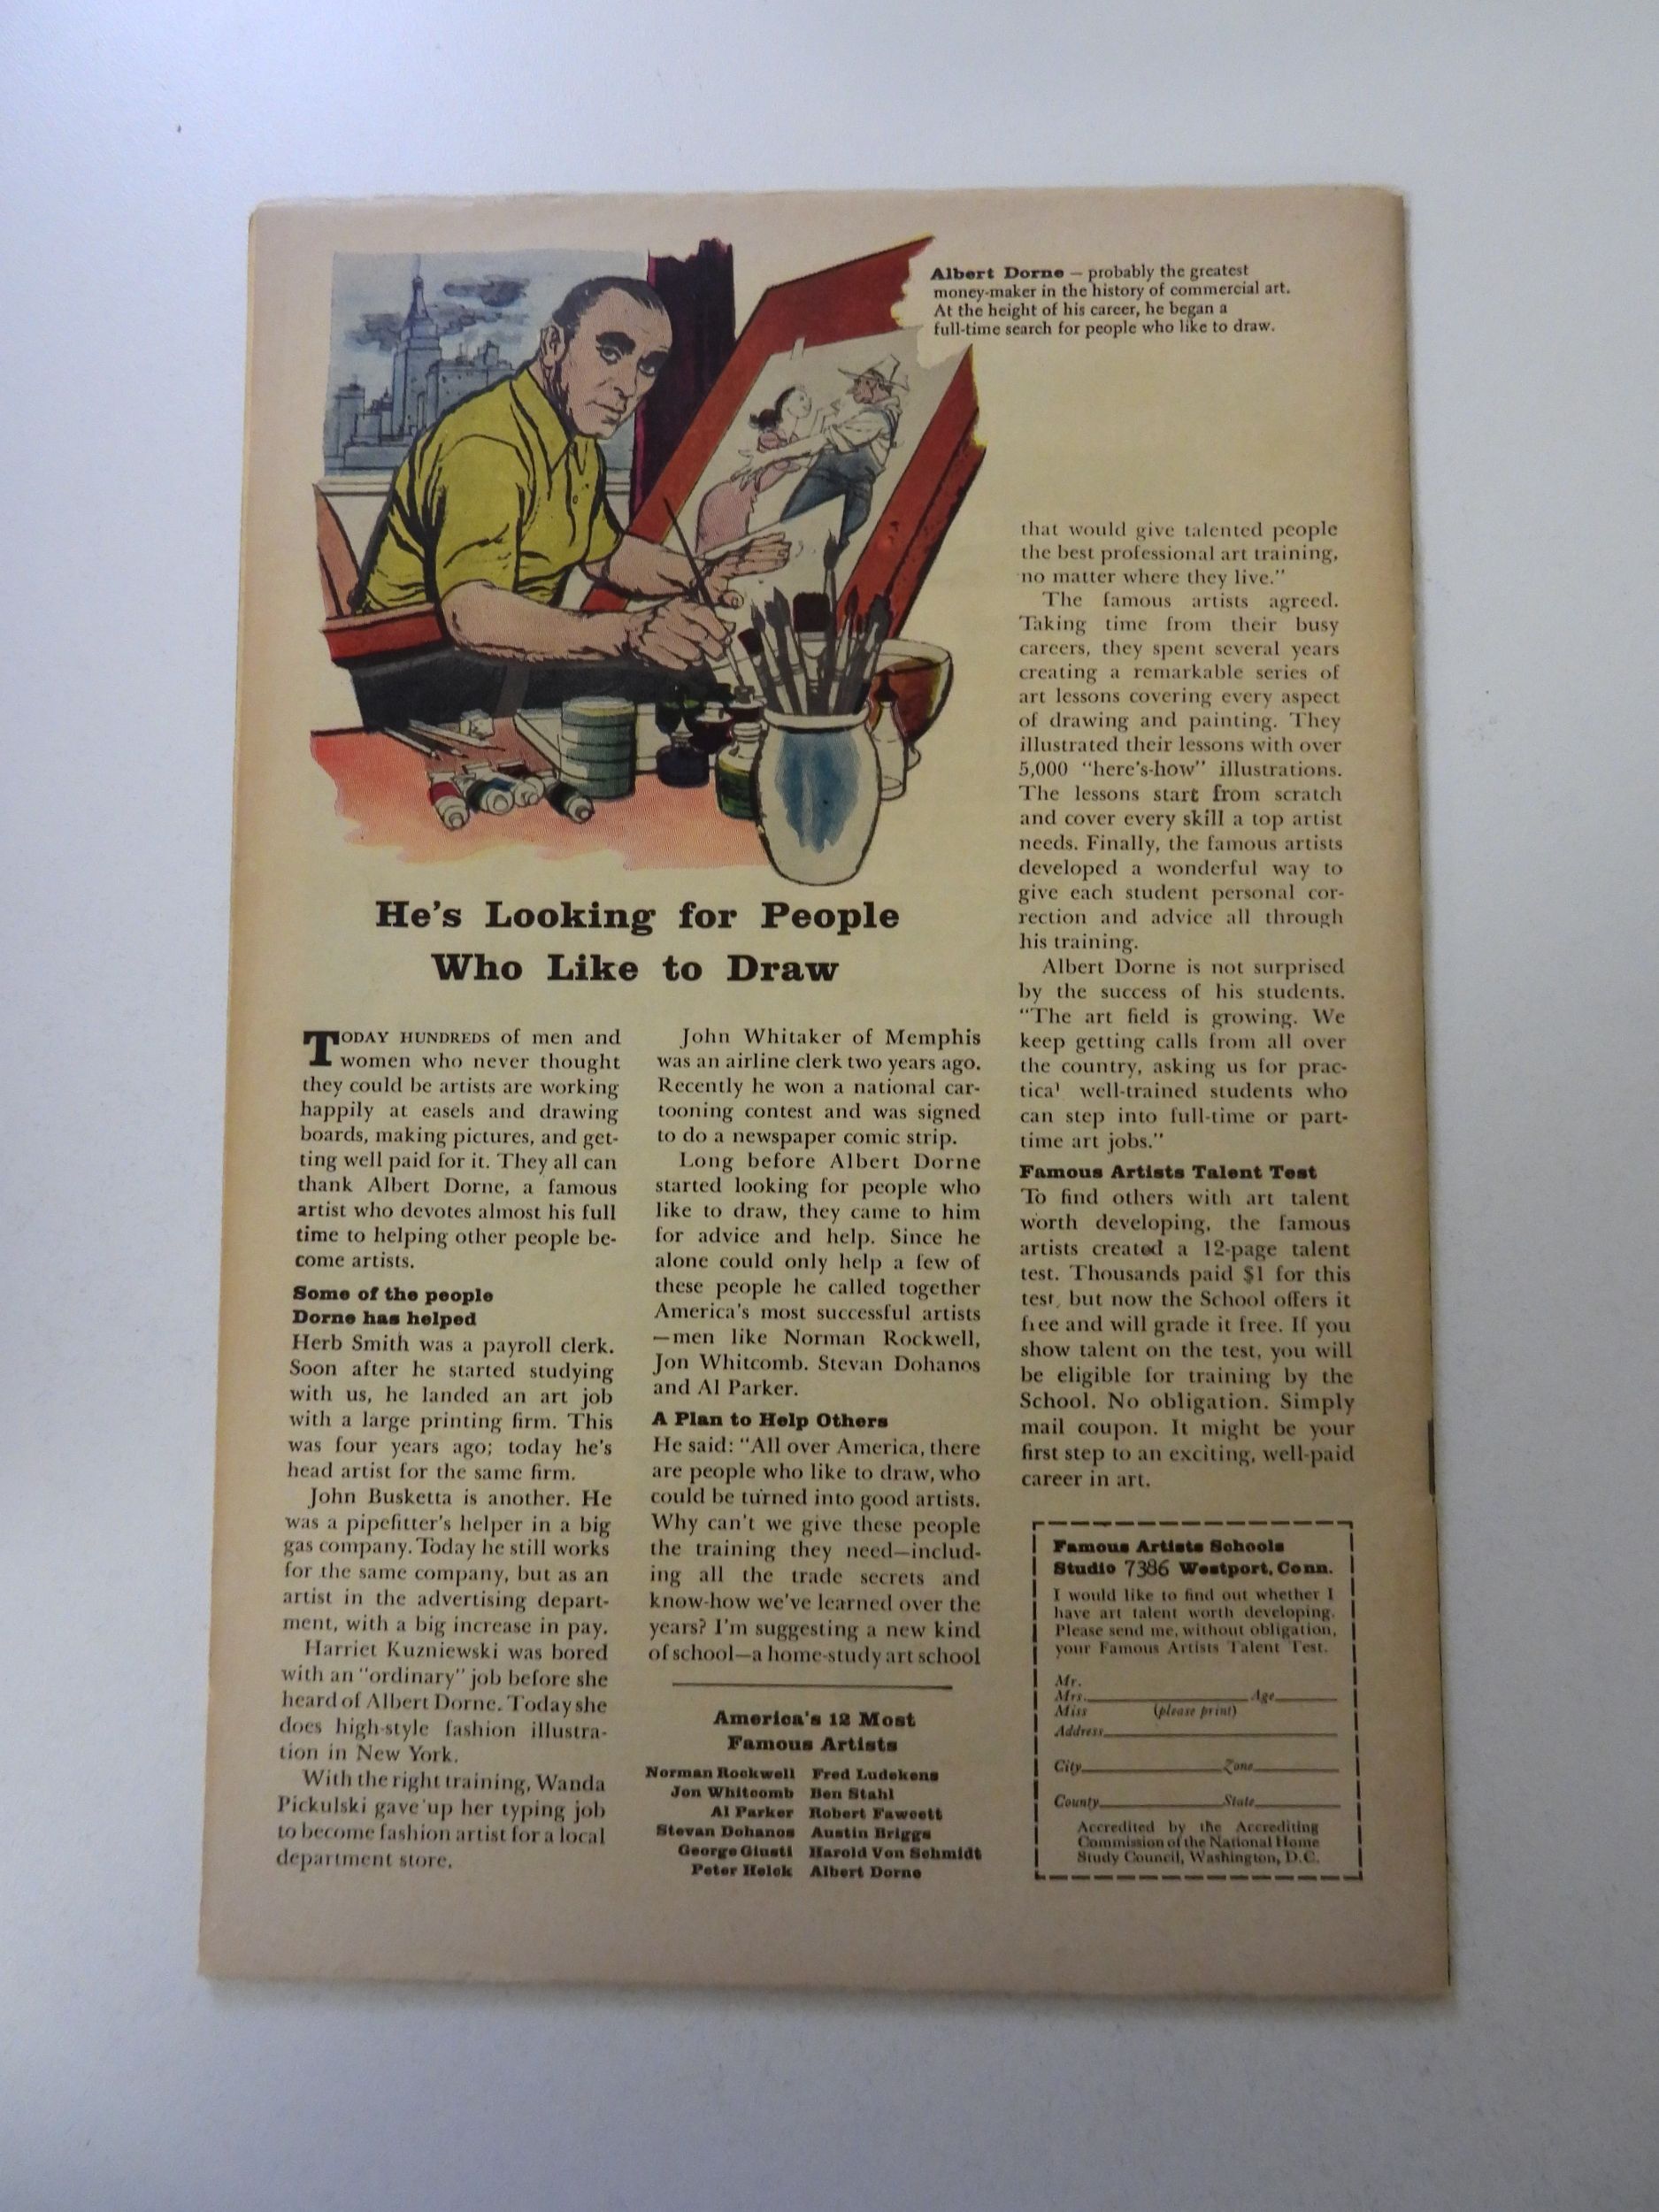 Albert Dorne — probably the greatest
money-maker in the history of commercial art.
At the height of his career, he began a
full-time search for people who like to draw.
He's Looking for People
Who Like to Draw
TODAY HUNDREDS of men and
women who never thought
they could be artists are working
happily at easels and drawing
boards, making pictures, and get-
ting well paid for it. They all can
thank Albert Dorne, a famous
artist who devotes almost his full
time to helping other people be-
come artists.
Some of the people
Dorne has helped
Herb Smith was a payroll clerk.
Soon after he started studying
with us, he landed an art job
with a large printing firm. This
was four years ago; today he's
head artist for the same firm.
John Busketta is another. He
was a pipefitter's helper in a big
gas company. Today he still works
for the same company, but as an
artist in the advertising depart-
ment, with a big increase in pay.
Harriet Kuzniewski was bored
with an "ordinary" job before she
heard of Albert Dorne. Today she
does high-style fashion illustra-
tion in New York.
With the right training, Wanda
Pickulski gave up her typing job
to become fashion artist for a local
department store.
John Whitaker of Memphis
was an airline clerk two years ago.
Recently he won a national car-
tooning contest and was signed
to do a newspaper comic strip.
Long before Albert Dorne
started looking for people who
like to draw, they came to him
for advice and help. Since he
alone could only help a few of
these people he called together
America's most successful artists
—men like Norman Rockwell,
Jon Whitcomb. Stevan Dohanos
and Al Parker.
A Plan to Help Others
He said: "All over America, there
are people who like to draw, who
could be turned into good artists.
Why can't we give these people
the training they need—includ-
ing all the trade secrets and
know-how we've learned over the
years? I'm suggesting a new kind
of school—a home-study art school
America's 12 Most
Famous Artists
Norman Rockwell Fred Ludekens
Jon Whitcomb Ben Stahl
Al Parker Robert Fawcett
Stevan Dohanos Austin Briggs
George Giusti Harold Von Schmidt
Peter Helck Albert Dorne
that would give talented people
the best professional art training,
no matter where they live."
The famous artists agreed.
Taking time from their busy
careers, they spent several years
creating a remarkable series of
art lessons covering every aspect
of drawing and painting. They
illustrated their lessons with over
5,000 "here's-how" illustrations.
The lessons start from scratch
and cover every skill a top artist
needs. Finally, the famous artists
developed a wonderful way to
give each student personal cor-
rection and advice all through
his training.
Albert Dorne is not surprised
by the success of his students.
"The art field is growing. We
keep getting calls from all over
the country, asking us for prac-
tical well-trained students who
can step into full-time or part-
time art jobs."
Famous Artists Talent Test
To find others with art talent
worth developing, the famous
artists created a 12-page talent
test. Thousands paid $1 for this
test, but now the School offers it
free and will grade it free. If you
show talent on the test, you will
be eligible for training by the
School. No obligation. Simply
mail coupon. It might be your
first step to an exciting, well-paid
career in art.
Famous Artists Schools
Studio 7386 Westport, Conn.
I would like to find out whether I
have art talent worth developing.
Please send me, without obligation,
your Famous Artists Talent Test.
Mr.
Mrs. Age
Miss (please print)
Address
City Zone
County State
Accredited by the Accrediting
Commission of the National Home
Study Council, Washington, D.C.